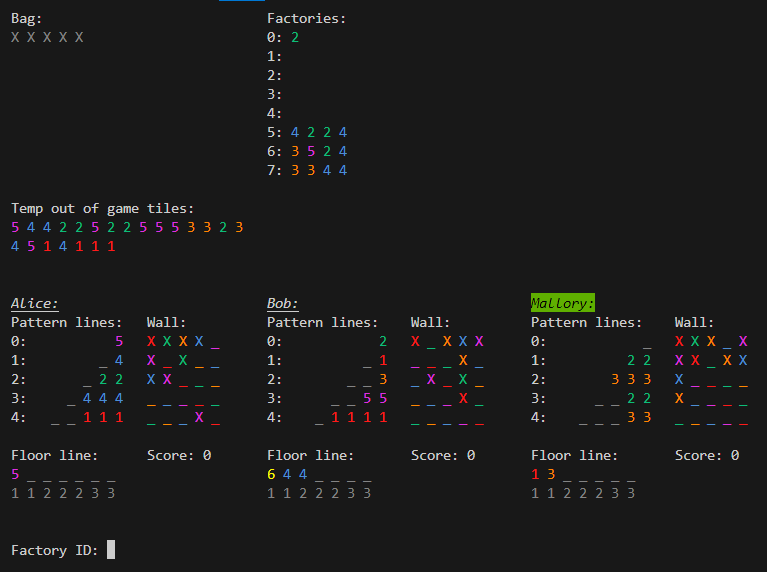 Bag: Factories:
X X X X X 0: 2
1:
2:
3:
4:
5: 4 2 2 4
6: 3 5 2 4
7: 3 3 4 4
Temp out of game tiles:
5 4 4 2 2 5 2 2 5 5 5 3 3 2 3
4 5 1 4 1 1 1
Alice: Bob: Mallory:
Pattern lines: Wall: Pattern lines: Wall: Pattern lines: Wall:
0: 5 X X X X _ 0: 2 X _ X X X 0: _ X X X _ X
1: _ 4 X _ X _ _ 1: _ 1 _ _ _ X _ 1: 2 2 X X _ X X
2: _ 2 2 X X _ _ _ 2: _ _ 3 _ X _ X _ 2: 3 3 3 X _ _ _ _
3: _ 4 4 4 _ _ _ _ _ 3: _ _ 5 5 _ _ _ X _ 3: _ _ 2 2 X _ _ _ _
4: _ _ 1 1 1 _ _ _ X _ 4: _ 1 1 1 1 _ _ _ _ _ 4: _ _ _ 3 3 _ _ _ _ _
Floor line: Score: 0 Floor line: Score: 0 Floor line: Score: 0
5 _ _ _ _ _ _ 6 4 4 _ _ _ _ 1 3 _ _ _ _ _
1 1 2 2 2 3 3 1 1 2 2 2 3 3 1 1 2 2 2 3 3
Factory ID: